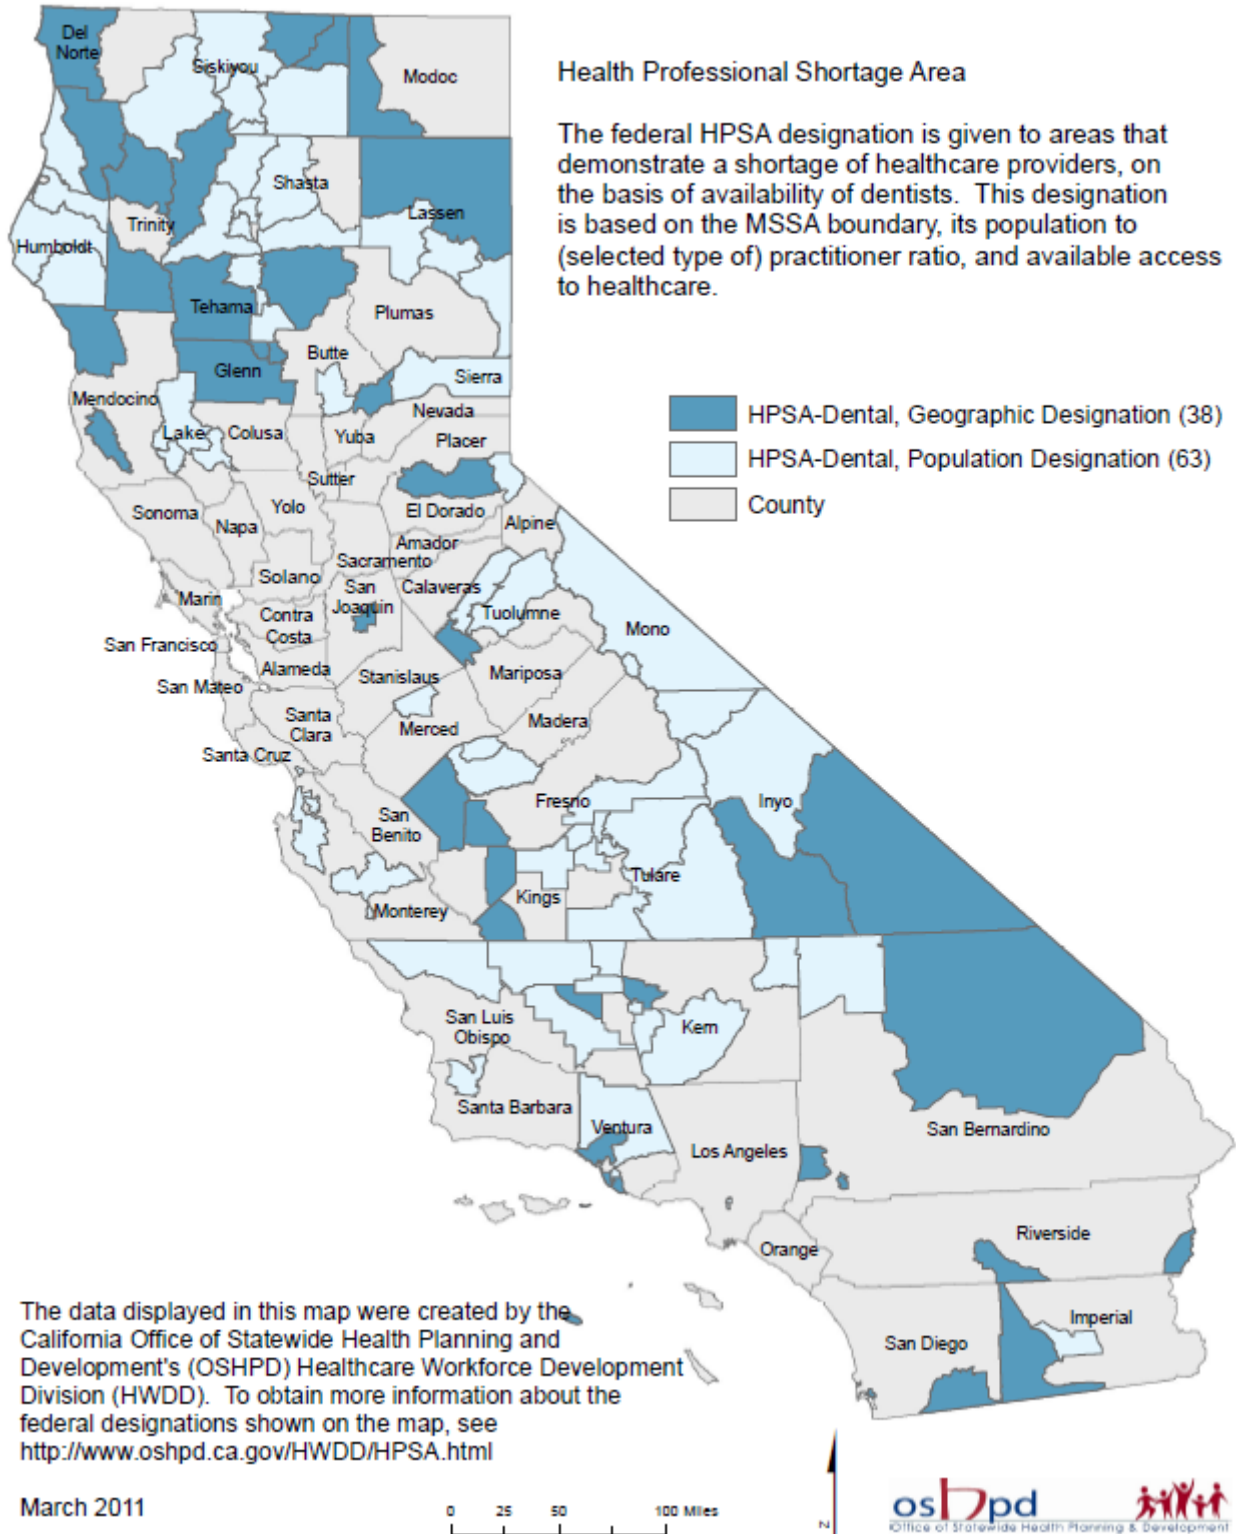 Del
Norte
Siskiyou
Modoc
Health Professional Shortage Area
The federal HPSA designation is given to areas that
demonstrate a shortage of healthcare providers, on
the basis of availability of dentists. This designation
is based on the MSSA boundary, its population to
(selected type of) practitioner ratio, and available access
to healthcare.
Shasta
Trinity
Lassen
Humboldt
Tehama
Plumas
Butte
Glenn
Sierra
Mendocino
Nevada
Lake
Colusa
Yuba
Placer
HPSA-Dental, Geographic Designation (38)
HPSA-Dental, Population Designation (63)
County
Sutter
Sonoma
Napa
Yolo
El Dorado
Alpine
Amador
Sacramento
Solano
San
Joaquin
Calaveras
Marin
Contra
Costa
Tuolumne
Mono
San Francisco
Alameda
Stanislaus
Mariposa
San Mateo
Santa
Clara
Merced
Madera
Santa Cruz
Fresno
Inyo
San
Benito
Tulare
Kings
Monterey
San Luis
Obispo
Kern
Santa Barbara
Ventura
San Bernardino
Los Angeles
Riverside
Orange
Imperial
San Diego
The data displayed in this map were created by the
California Office of Statewide Health Planning and
Development's (OSHPD) Healthcare Workforce Development
Division (HWDD). To obtain more information about the
federal designations shown on the map, see
http://www.oshpd.ca.gov/HWDD/HPSA.html
March 2011
0 25 50 100 Miles
N
oshpd
Office of Statewide Health Planning & Development